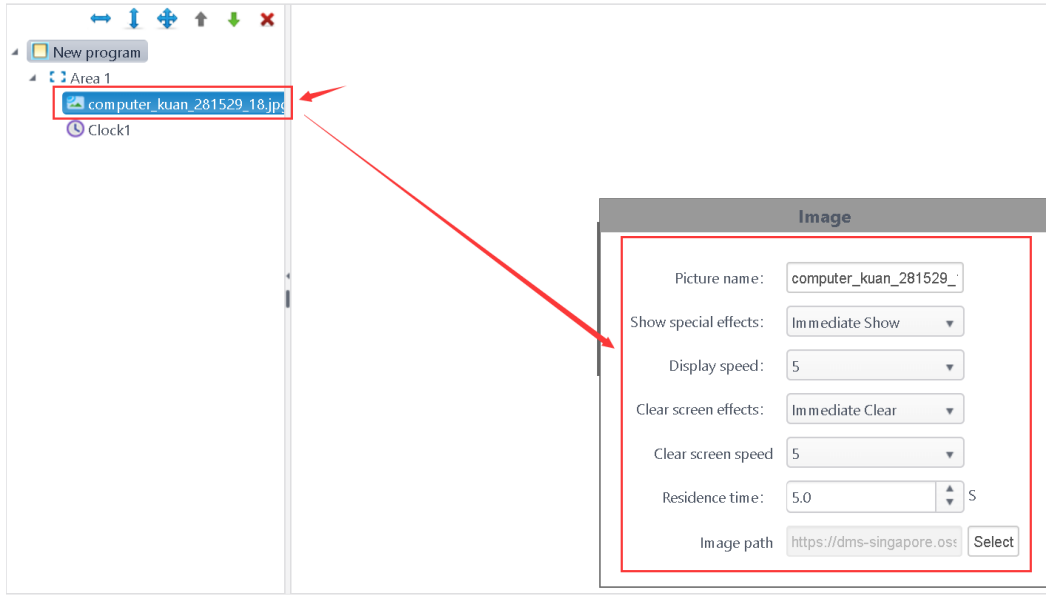 New program
Area 1
computer_kuan_281529_18.jpg
Clock1
Image
Picture name: computer_kuan_281529_
Show special effects: Immediate Show
Display speed: 5
Clear screen effects: Immediate Clear
Clear screen speed 5
Residence time: 5.0 S
Image path https://dms-singapore.oss Select